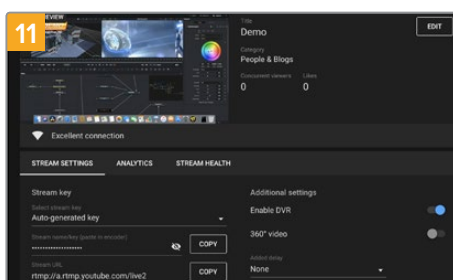 11
PREVIEW
Title
Demo
EDIT
Category
People & Blogs
Concurrent viewers Likes
0 0
Excellent connection
STREAM SETTINGS ANALYTICS STREAM HEALTH
Stream key
Additional settings
Select stream key
Auto-generated key
Enable DVR
Stream name/key (paste in encoder)
COPY
360° video
Stream URL
rtmp://a.rtmp.youtube.com/live2
COPY
Added delay
None